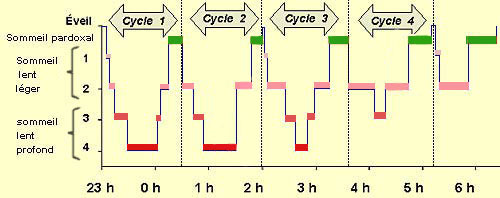 Éveil
Cycle 1 Cycle 2 Cycle 3 Cycle 4
Sommeil pardoxal
Sommeil
lent
léger
1
2
sommeil
lent
profond
3
4
23 h 0 h 1 h 2 h 3 h 4 h 5 h 6 h